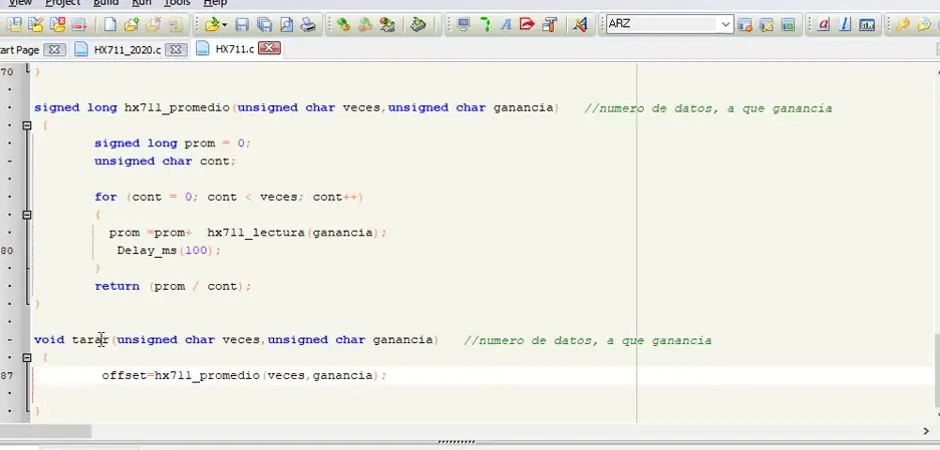 View Project Build Run Tools Help
ARZ
Start Page HX711_2020.c HX711.c
70 }
signed long hx711_promedio(unsigned char veces,unsigned char ganancia) //numero de datos, a que ganancia
{
signed long prom = 0;
unsigned char cont;
for (cont = 0; cont < veces; cont++)
{
prom =prom+ hx711_lectura(ganancia);
80 Delay_ms(100);
}
return (prom / cont);
}
void tarar(unsigned char veces,unsigned char ganancia) //numero de datos, a que ganancia
{
87 offset=hx711_promedio(veces,ganancia);
}